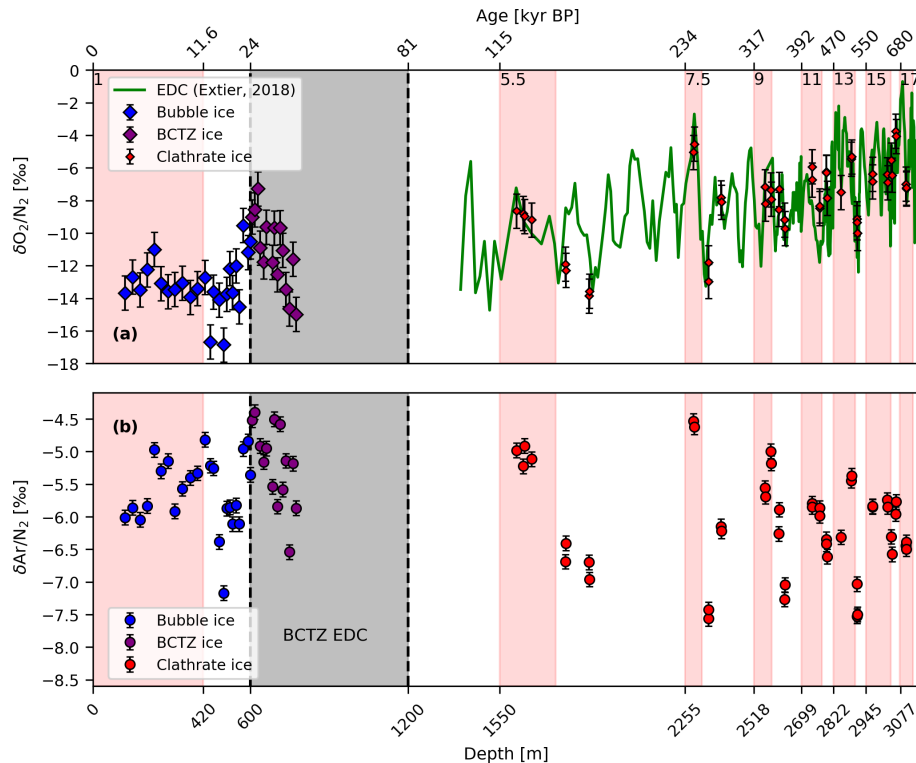 Age [kyr BP]
0 11.6 24 81 115 234 317 392 470 550 680
1 5.5 7.5 9 11 13 15 17
EDC (Extier, 2018)
Bubble ice
BCTZ ice
Clathrate ice
δO₂/N₂ [‰]
0
−2
−4
−6
−8
−10
−12
−14
−16
−18
(a)
(b)
δAr/N₂ [‰]
−4.5
−5.0
−5.5
−6.0
−6.5
−7.0
−7.5
−8.0
−8.5
Bubble ice
BCTZ ice
Clathrate ice
BCTZ EDC
0 420 600 1200 1550 2255 2518 2699 2822 2945 3077
Depth [m]